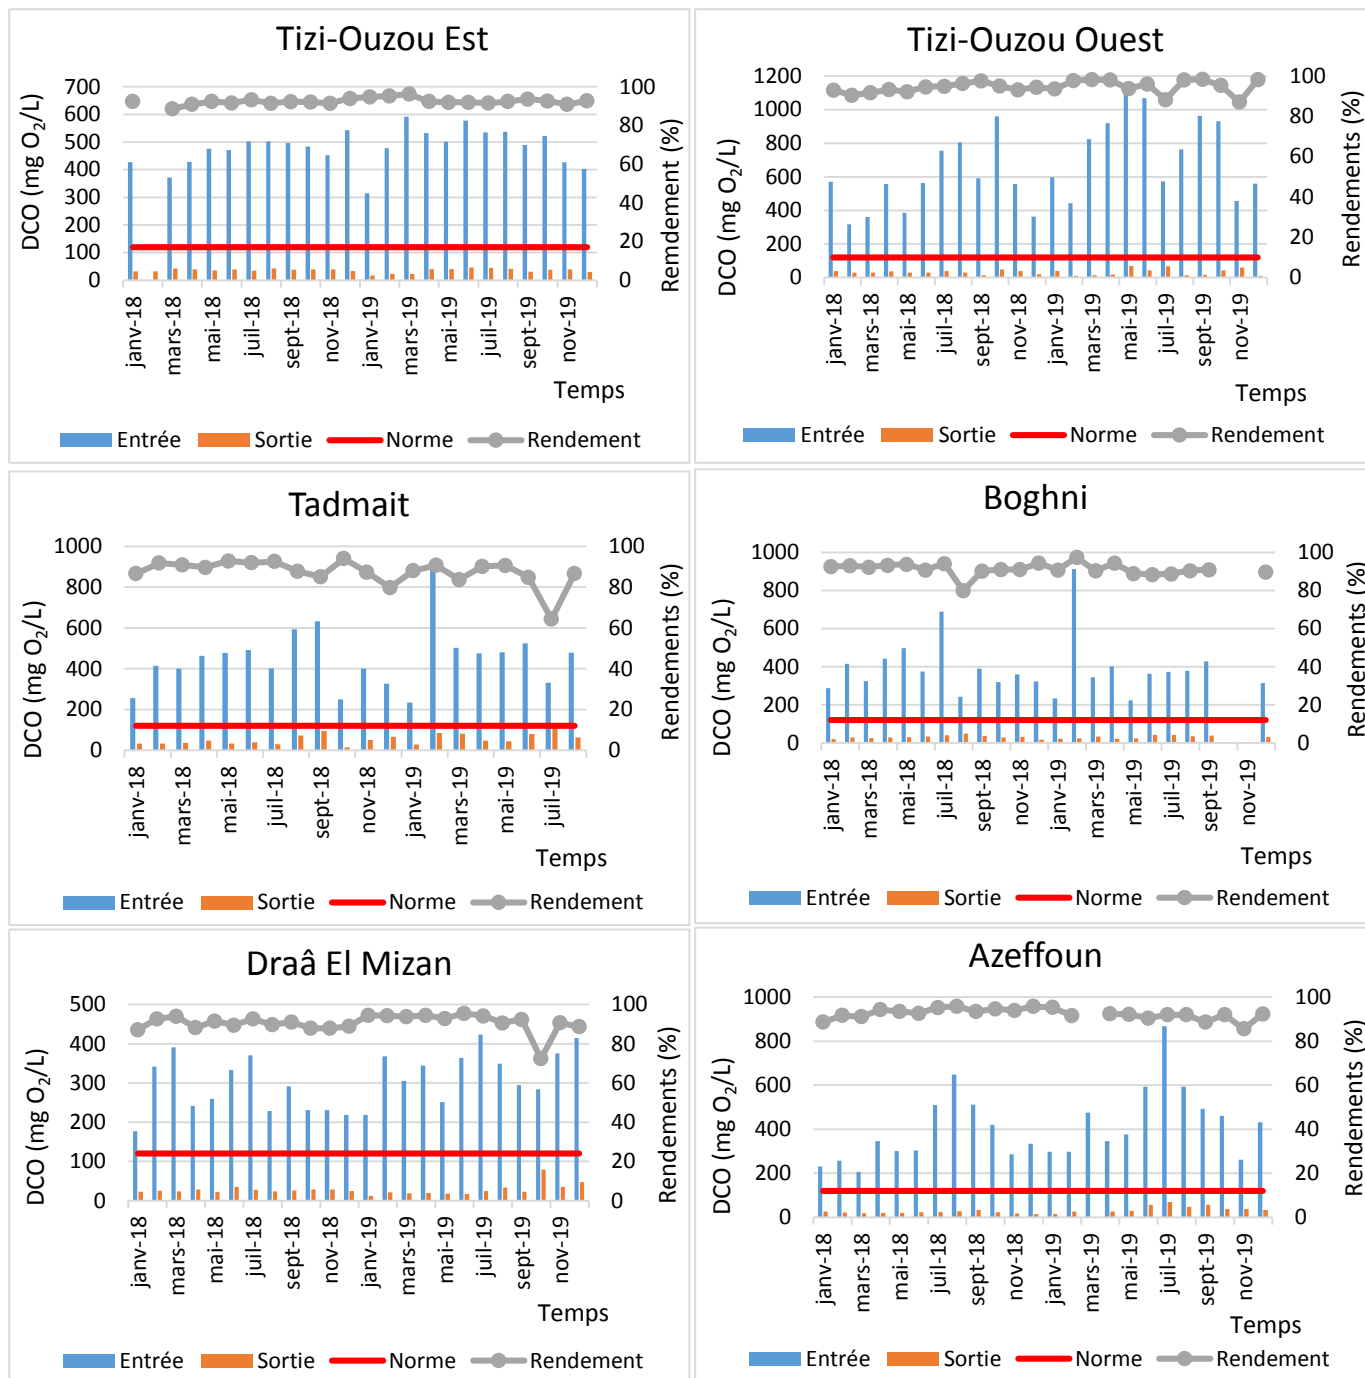 Tizi-Ouzou Est
DCO (mg O₂/L)
700
600
500
400
300
200
100
0
100
80
60
40
20
0
Remdement (%)
janv-18
mars-18
mai-18
juil-18
sept-18
nov-18
janv-19
mars-19
mai-19
juil-19
sept-19
nov-19
Temps
Entrée Sortie Norme Rendement
Tizi-Ouzou Ouest
DCO (mg O₂/L)
1200
1000
800
600
400
200
0
100
80
60
40
20
0
Rendements (%)
janv-18
mars-18
mai-18
juil-18
sept-18
nov-18
janv-19
mars-19
mai-19
juil-19
sept-19
nov-19
Temps
Entrée Sortie Norme Rendement
Tadmait
DCO (mg O₂/L)
1000
800
600
400
200
0
100
80
60
40
20
0
Rendements (%)
janv-18
mars-18
mai-18
juil-18
sept-18
nov-18
janv-19
mars-19
mai-19
juil-19
Temps
Entrée Sortie Norme Rendement
Boghni
DCO (mg O₂/L)
1000
800
600
400
200
0
100
80
60
40
20
0
Rendements (%)
janv-18
mars-18
mai-18
juil-18
sept-18
nov-18
janv-19
mars-19
mai-19
juil-19
sept-19
nov-19
Temps
Entrée Sortie Norme Rendement
Draâ El Mizan
DCO (mg O₂/L)
500
400
300
200
100
0
100
80
60
40
20
0
Rendements (%)
janv-18
mars-18
mai-18
juil-18
sept-18
nov-18
janv-19
mars-19
mai-19
juil-19
sept-19
nov-19
Temps
Entrée Sortie Norme Rendement
Azeffoun
DCO (mg O₂/L)
1000
800
600
400
200
0
100
80
60
40
20
0
Rendements (%)
janv-18
mars-18
mai-18
juil-18
sept-18
nov-18
janv-19
mars-19
mai-19
juil-19
sept-19
nov-19
Temps
Entrée Sortie Norme Rendement